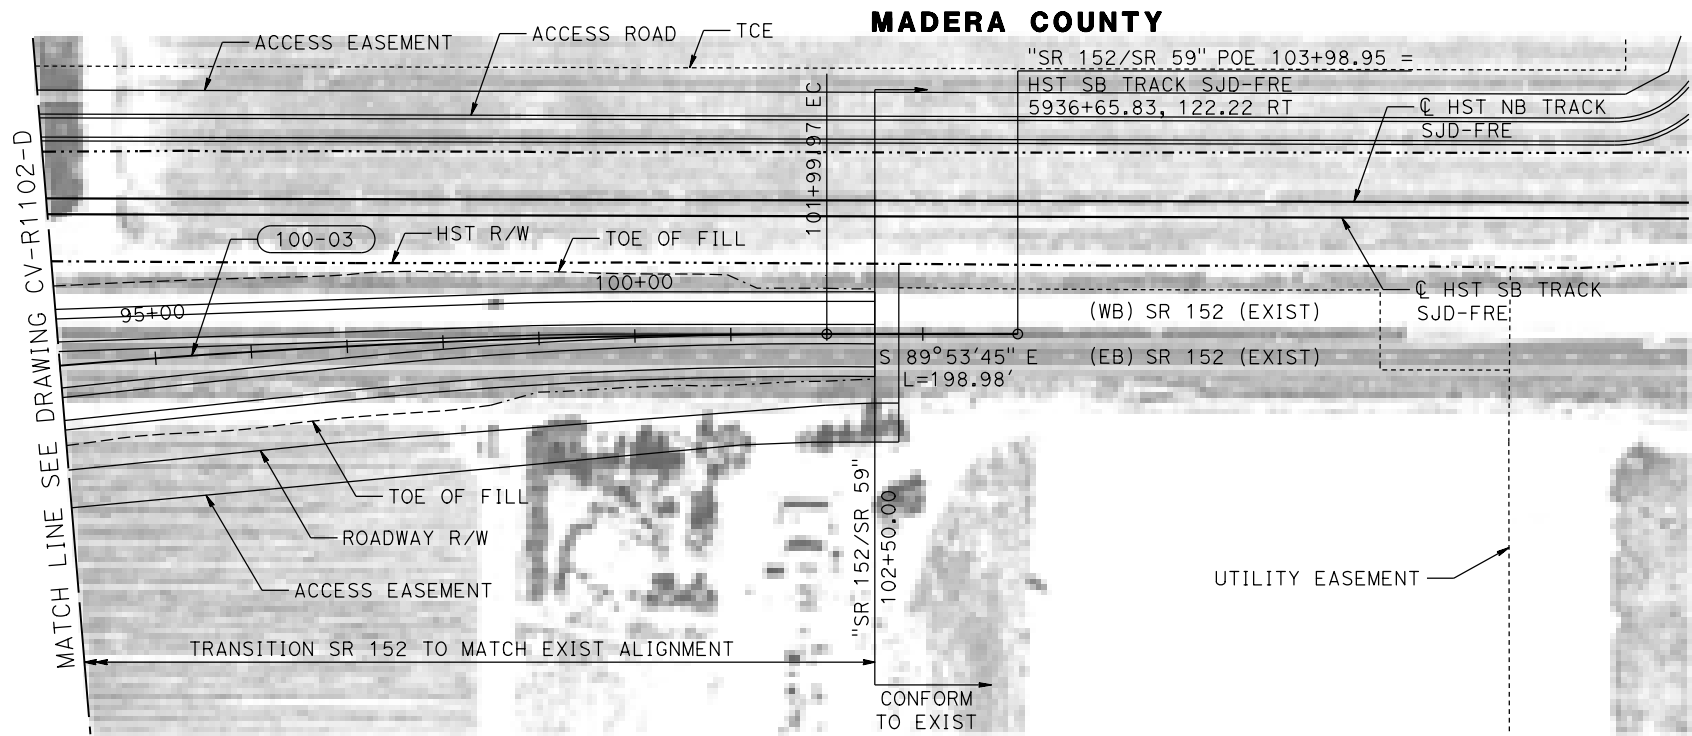 MADERA COUNTY
ACCESS EASEMENT
ACCESS ROAD
TCE
"SR 152/SR 59" POE 103+98.95 =
HST SB TRACK SJD-FRE
5936+65.83, 122.22 RT
℄ HST NB TRACK
SJD-FRE
101+99.97 EC
MATCH LINE SEE DRAWING CV-R1102-D
100-03
HST R/W
TOE OF FILL
100+00
95+00
℄ HST SB TRACK
SJD-FRE
(WB) SR 152 (EXIST)
S 89°53'45" E
(EB) SR 152 (EXIST)
L=198.98'
TOE OF FILL
ROADWAY R/W
ACCESS EASEMENT
"SR 152/SR 59"
102+50.00
UTILITY EASEMENT
TRANSITION SR 152 TO MATCH EXIST ALIGNMENT
CONFORM
TO EXIST